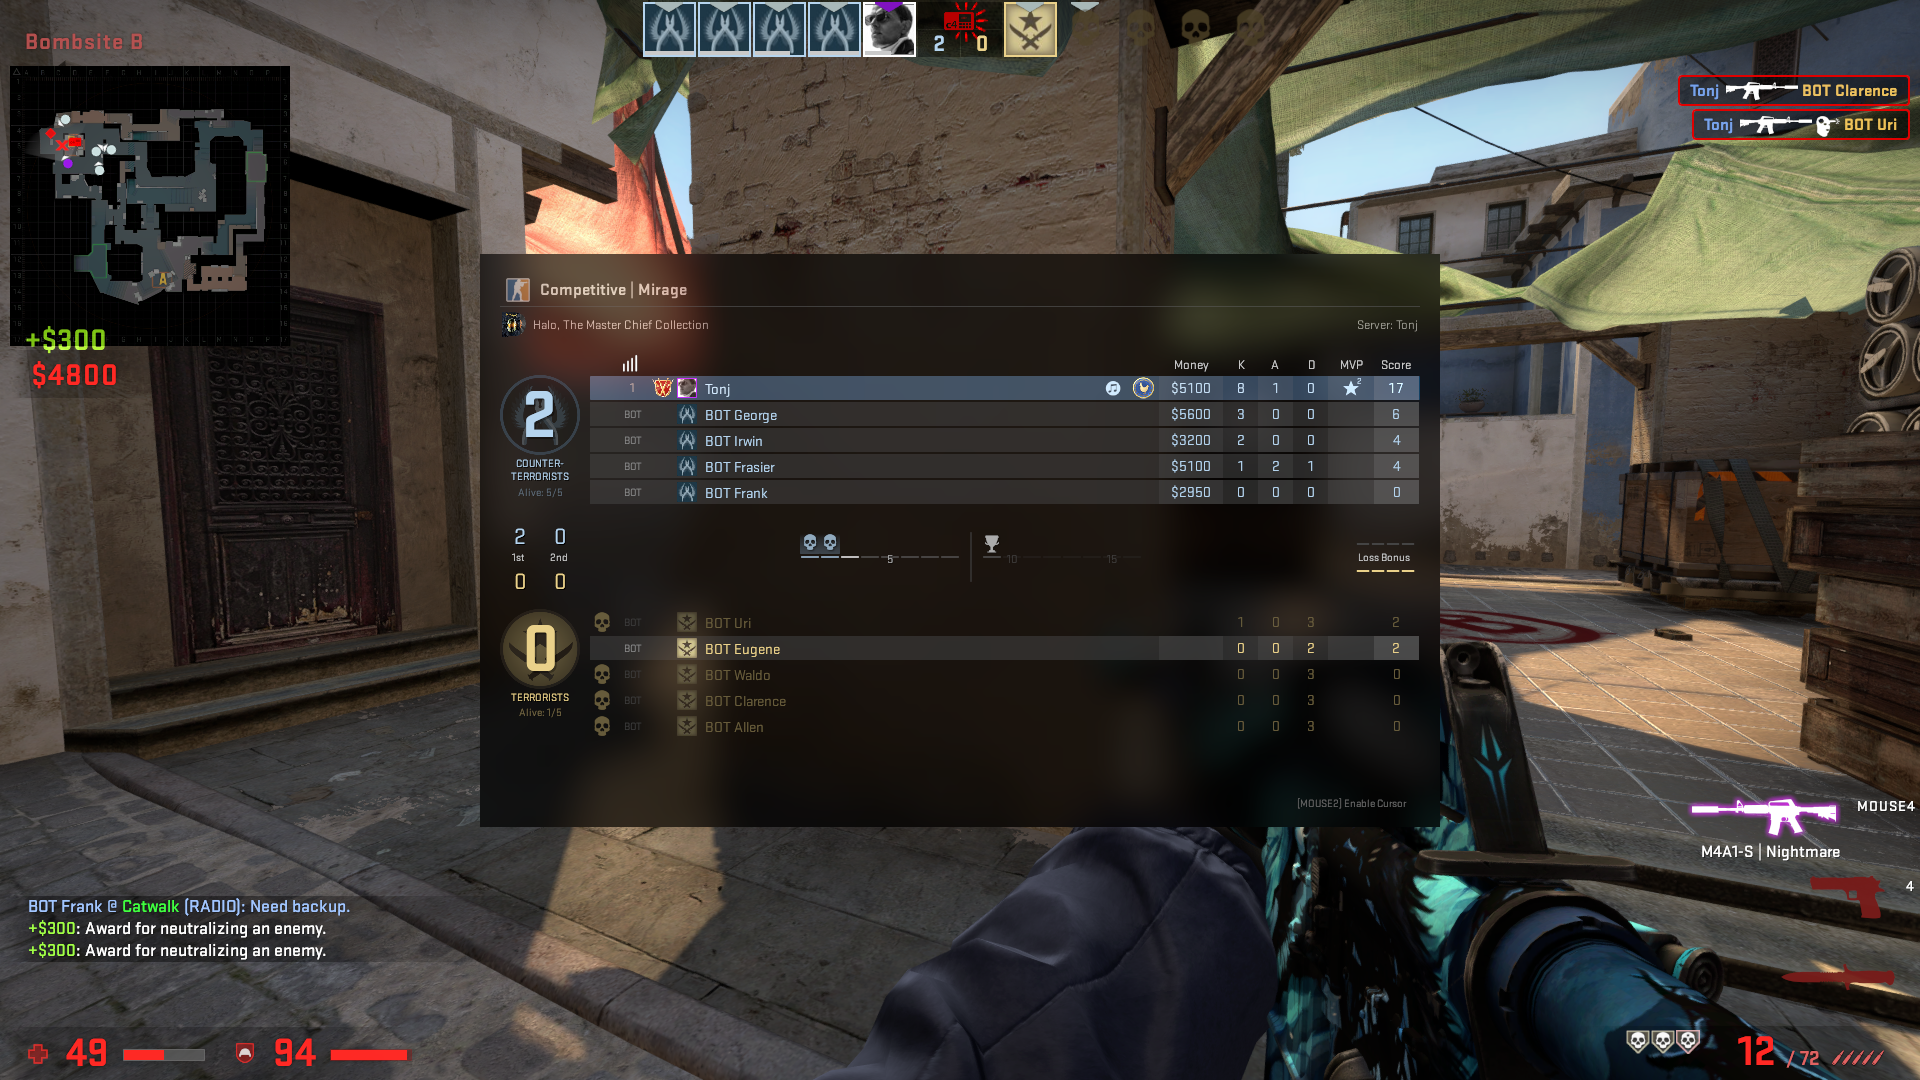 Bombsite B
2 0
Tonj BOT Clarence
Tonj BOT Uri
A
+$300
$4800
Competitive | Mirage
Halo, The Master Chief Collection
Server: Tonj
Money K A D MVP Score
1 Tonj $5100 8 1 0 2 17
BOT BOT George $5600 3 0 0 6
BOT BOT Irwin $3200 2 0 0 4
BOT BOT Frasier $5100 1 2 1 4
BOT BOT Frank $2950 0 0 0 0
2
COUNTER-
TERRORISTS
Alive: 5/5
2 0
1st 2nd
0 0
5 10 15
Loss Bonus
0
TERRORISTS
Alive: 1/5
BOT BOT Uri 1 0 3 2
BOT BOT Eugene 0 0 2 2
BOT BOT Waldo 0 0 3 0
BOT BOT Clarence 0 0 3 0
BOT BOT Allen 0 0 3 0
[MOUSE2] Enable Cursor
MOUSE4
M4A1-S | Nightmare
4
BOT Frank @ Catwalk (RADIO): Need backup.
+$300: Award for neutralizing an enemy.
+$300: Award for neutralizing an enemy.
49 94
12 / 72